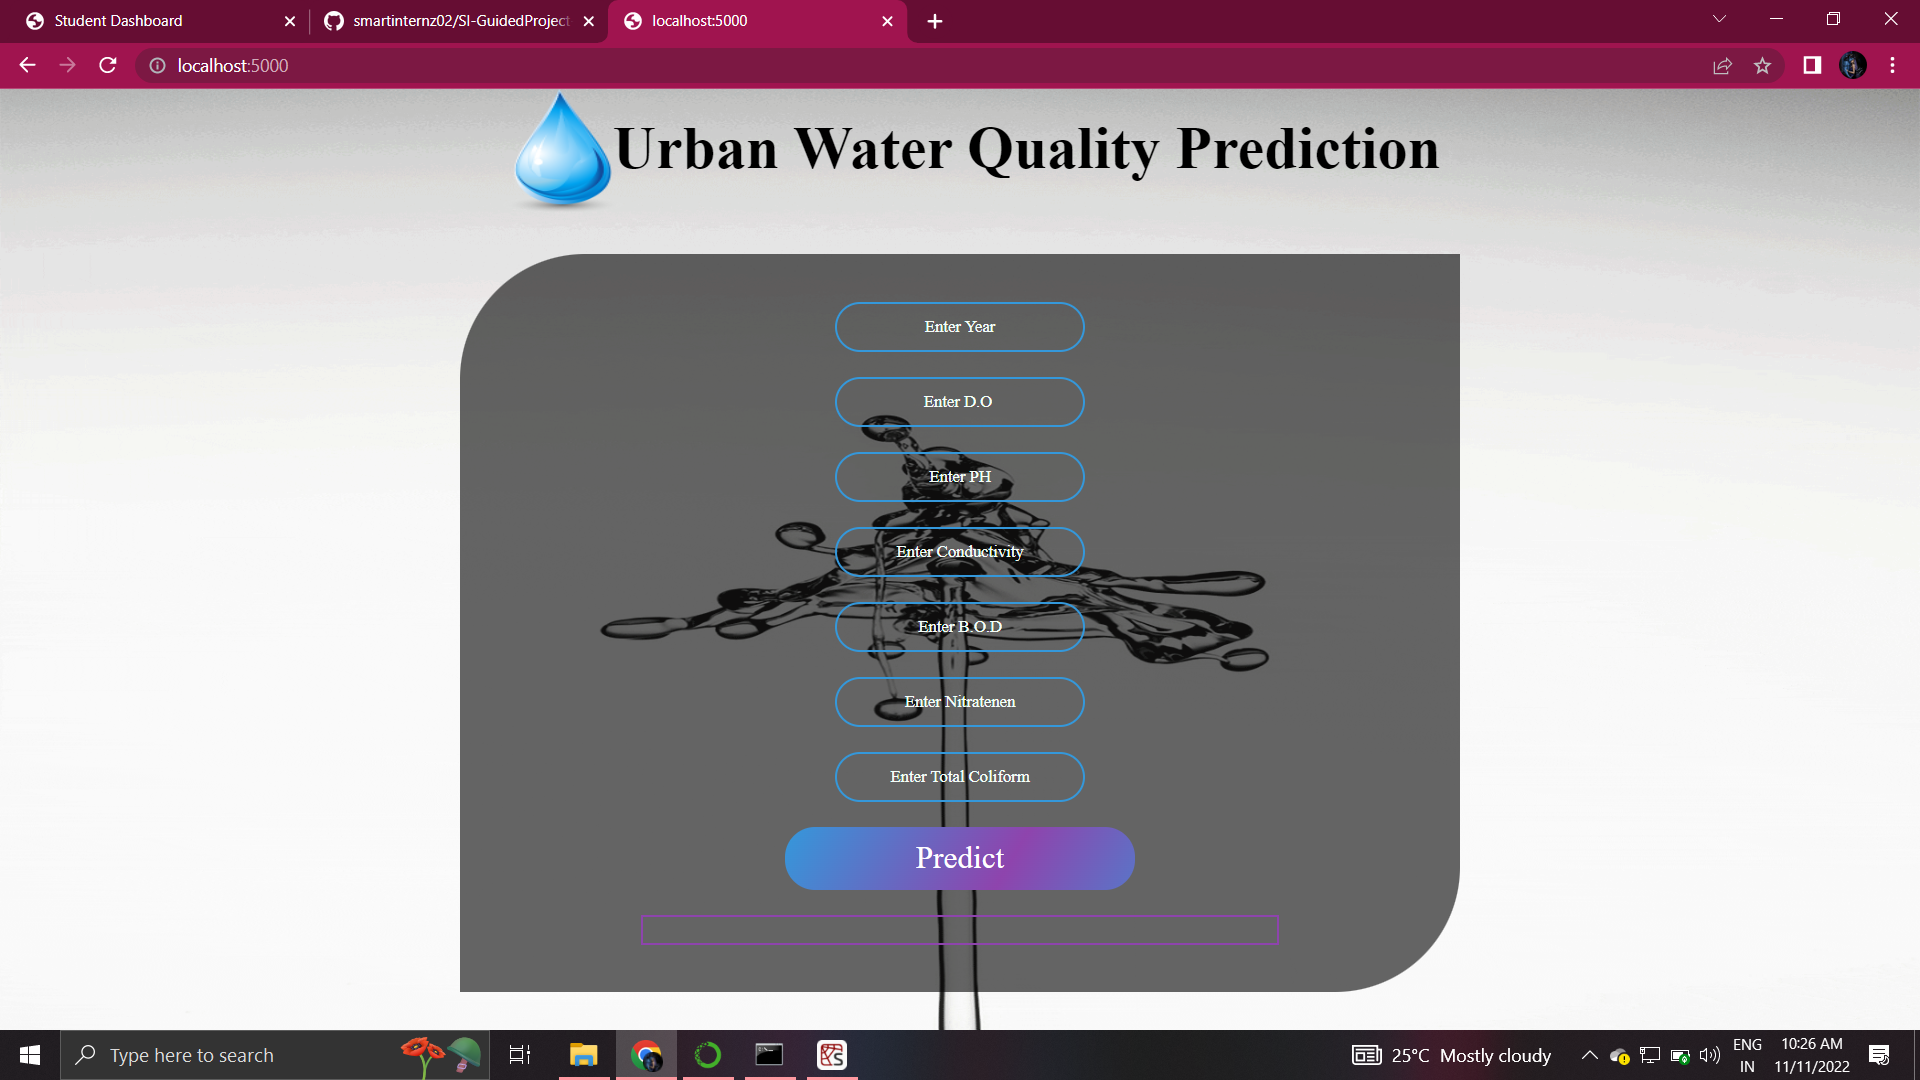 Student Dashboard
smartinternz02/SI-GuidedProject
localhost:5000
localhost:5000
Urban Water Quality Prediction
Enter Year
Enter D.O
Enter PH
Enter Conductivity
Enter B.O.D
Enter Nitratenen
Enter Total Coliform
Predict
Type here to search
25°C Mostly cloudy
ENG
IN
10:26 AM
11/11/2022